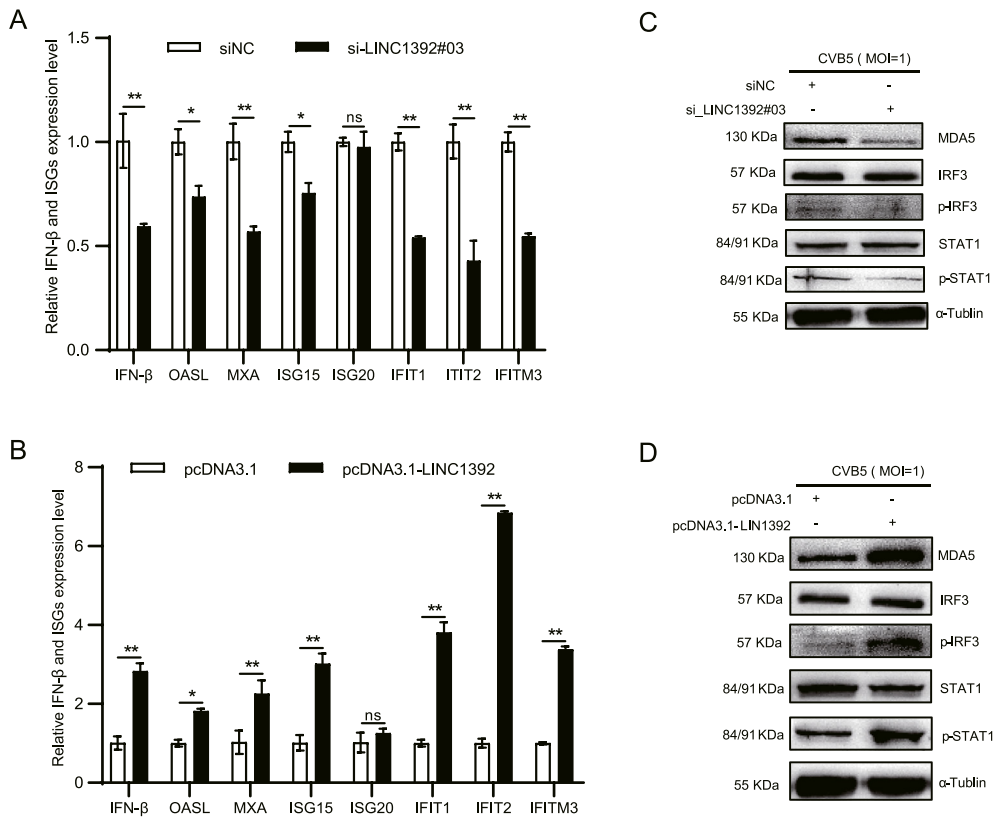 A
Relative IFN-β and ISGs expression level
siNC
si-LINC1392#03
1.5
1.0
0.5
0.0
** * ** * ns ** ** **
IFN-β OASL MXA ISG15 ISG20 IFIT1 ITIT2 IFITM3
B
Relative IFN-β and ISGs expression level
pcDNA3.1
pcDNA3.1-LINC1392
8
6
4
2
0
** * ** ** ns ** ** **
IFN-β OASL MXA ISG15 ISG20 IFIT1 IFIT2 IFITM3
C
CVB5 ( MOI=1)
siNC + -
si_LINC1392#03 - +
130 KDa MDA5
57 KDa IRF3
57 KDa p-IRF3
84/91 KDa STAT1
84/91 KDa p-STAT1
55 KDa α-Tublin
D
CVB5 ( MOI=1)
pcDNA3.1 + -
pcDNA3.1-LIN1392 - +
130 KDa MDA5
57 KDa IRF3
57 KDa p-IRF3
84/91 KDa STAT1
84/91 KDa p-STAT1
55 KDa α-Tublin